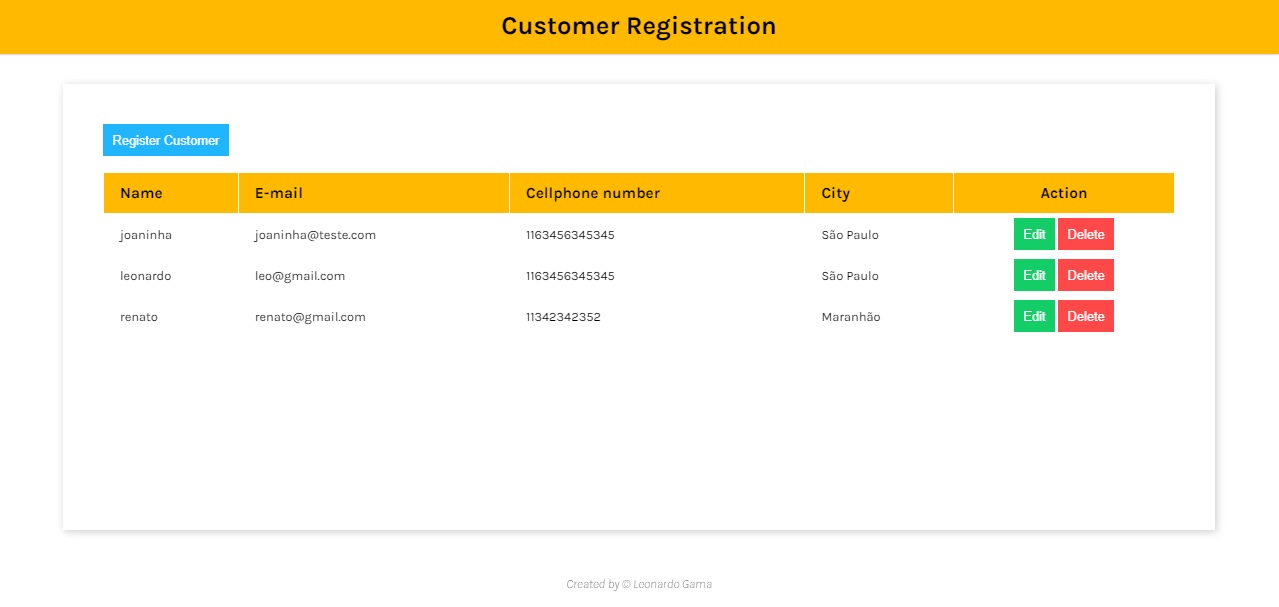 Customer Registration
Register Customer
Name E-mail Cellphone number City Action
joaninha joaninha@teste.com 1163456345345 São Paulo Edit Delete
leonardo leo@gmail.com 1163456345345 São Paulo Edit Delete
renato renato@gmail.com 11342342352 Maranhão Edit Delete
Created by © Leonardo Gama